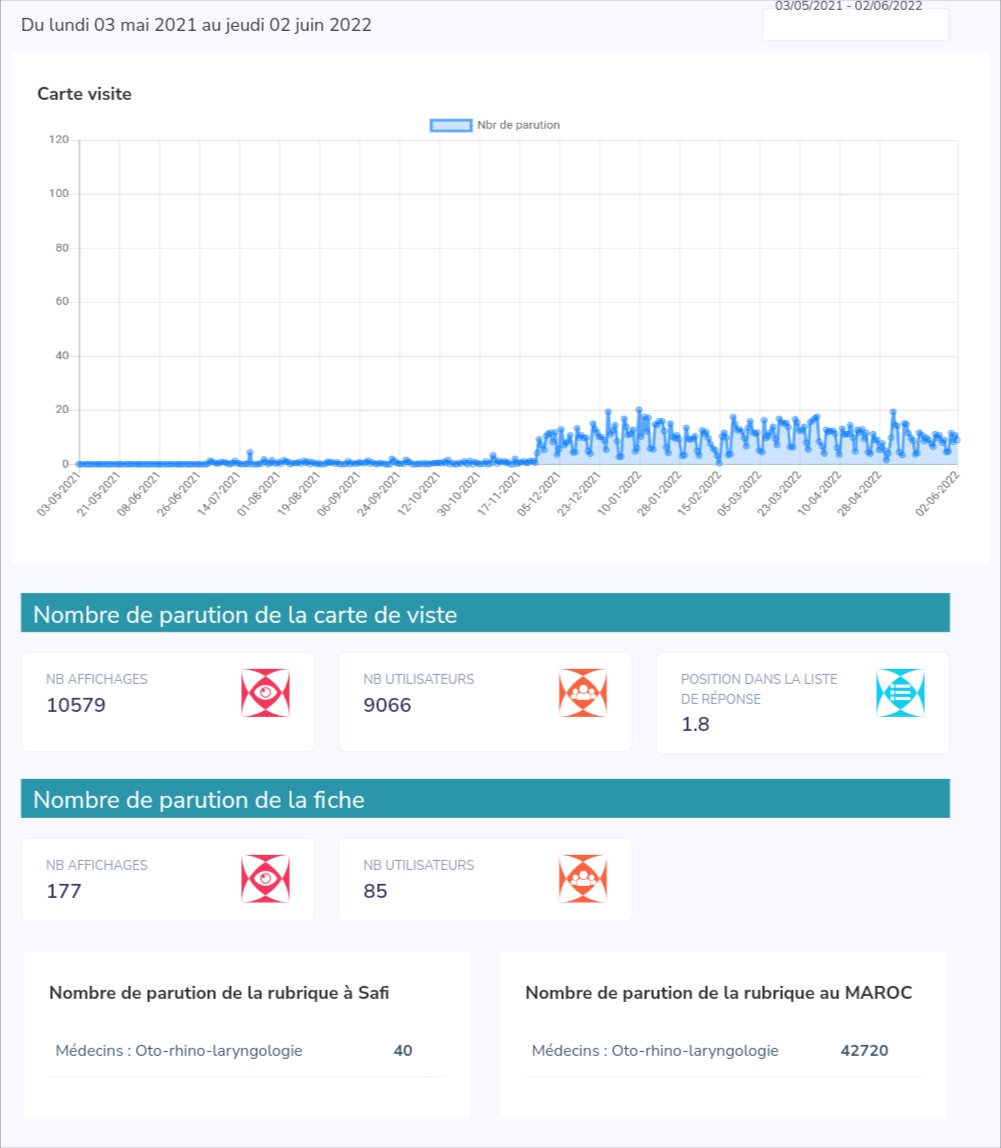 03/05/2021 - 02/06/2022
Du lundi 03 mai 2021 au jeudi 02 juin 2022
Carte visite
Nbr de parution
120
100
80
60
40
20
0
03-05-2021
21-05-2021
08-06-2021
26-06-2021
14-07-2021
01-08-2021
19-08-2021
06-09-2021
24-09-2021
12-10-2021
30-10-2021
17-11-2021
05-12-2021
23-12-2021
10-01-2022
28-01-2022
15-02-2022
05-03-2022
23-03-2022
10-04-2022
28-04-2022
02-06-2022
Nombre de parution de la carte de viste
NB AFFICHAGES
10579
NB UTILISATEURS
9066
POSITION DANS LA LISTE
DE RÉPONSE
1.8
Nombre de parution de la fiche
NB AFFICHAGES
177
NB UTILISATEURS
85
Nombre de parution de la rubrique à Safi
Médecins : Oto-rhino-laryngologie 40
Nombre de parution de la rubrique au MAROC
Médecins : Oto-rhino-laryngologie 42720